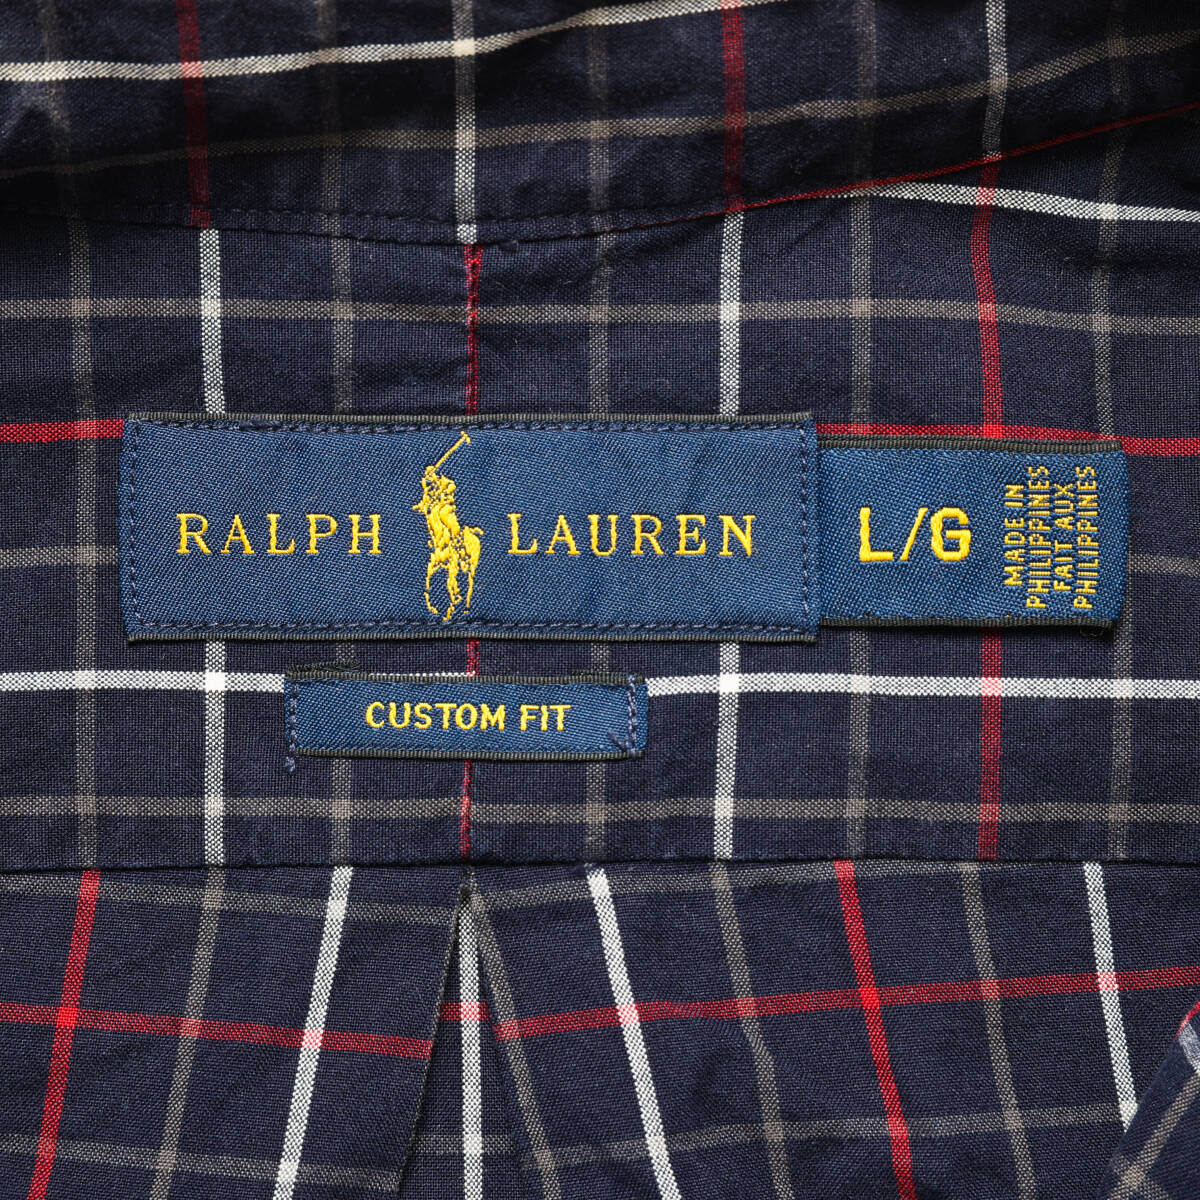 RALPH LAUREN
L/G
MADE IN
PHILIPPINES
FAIT AUX
PHILIPPINES
CUSTOM FIT